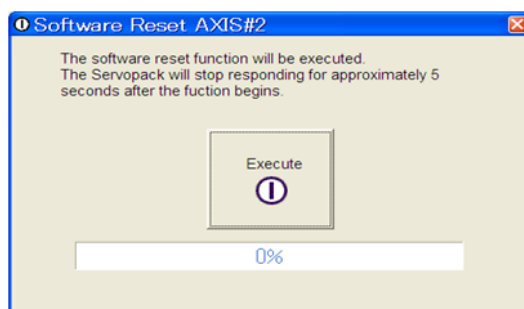 Software Reset AXIS#2
The software reset function will be executed.
The Servopack will stop responding for approximately 5
seconds after the fuction begins.
Execute
0%